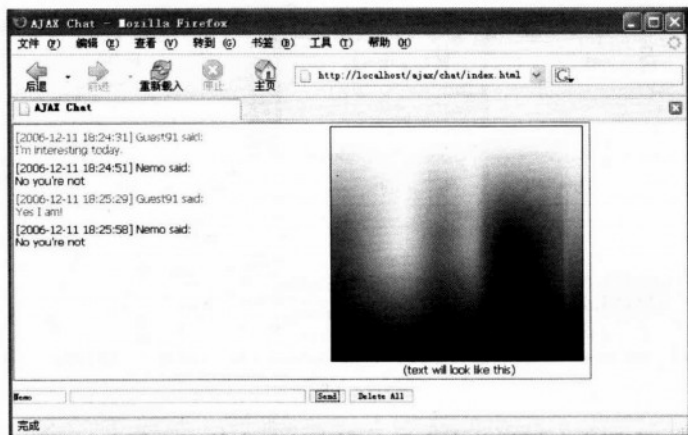 AJAX Chat - Mozilla Firefox
文件 (F) 编辑 (E) 查看 (V) 转到 (G) 书签 (B) 工具 (T) 帮助 (H)
后退 前进 重新载入 停止 主页 http://localhost/ajax/chat/index.html G
AJAX Chat
[2006-12-11 18:24:31] Guest91 said:
I'm interesting today.
[2006-12-11 18:24:51] Nemo said:
No you're not
[2006-12-11 18:25:29] Guest91 said:
Yes I am!
[2006-12-11 18:25:58] Nemo said:
No you're not
(text will look like this)
Nemo Send Delete All
完成